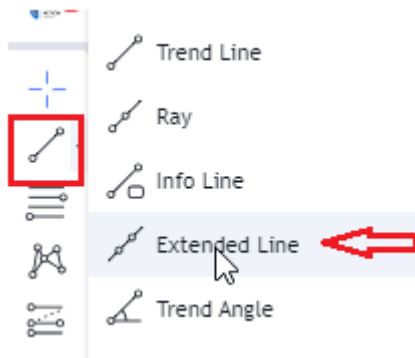 Trend Line
Ray
Info Line
Extended Line
Trend Angle